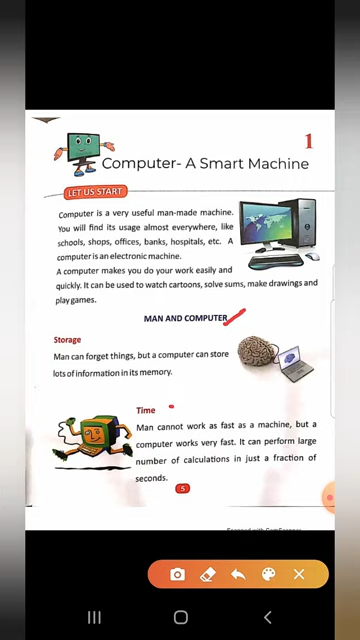 1
Computer- A Smart Machine
LET US START
Computer is a very useful man-made machine.
You will find its usage almost everywhere, like
schools, shops, offices, banks, hospitals, etc. A
computer is an electronic machine.
A computer makes you do your work easily and
quickly. It can be used to watch cartoons, solve sums, make drawings and
play games.
MAN AND COMPUTER
Storage
Man can forget things, but a computer can store
lots of information in its memory.
Time
Man cannot work as fast as a machine, but a
computer works very fast. It can perform large
number of calculations in just a fraction of
seconds.
5